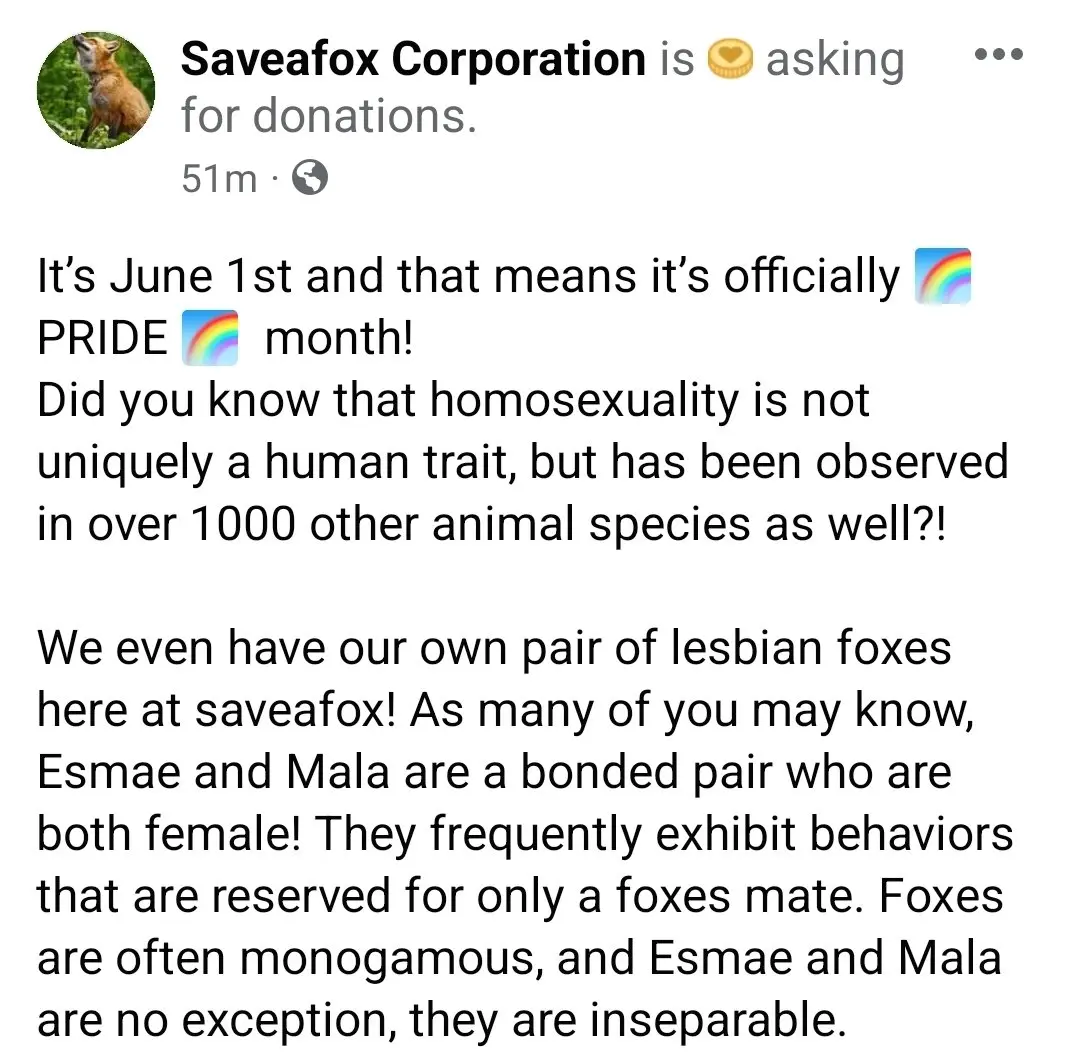 Saveafox Corporation is asking
for donations.
51m ·
It’s June 1st and that means it’s officially
PRIDE month!
Did you know that homosexuality is not
uniquely a human trait, but has been observed
in over 1000 other animal species as well?!
We even have our own pair of lesbian foxes
here at saveafox! As many of you may know,
Esmae and Mala are a bonded pair who are
both female! They frequently exhibit behaviors
that are reserved for only a foxes mate. Foxes
are often monogamous, and Esmae and Mala
are no exception, they are inseparable.